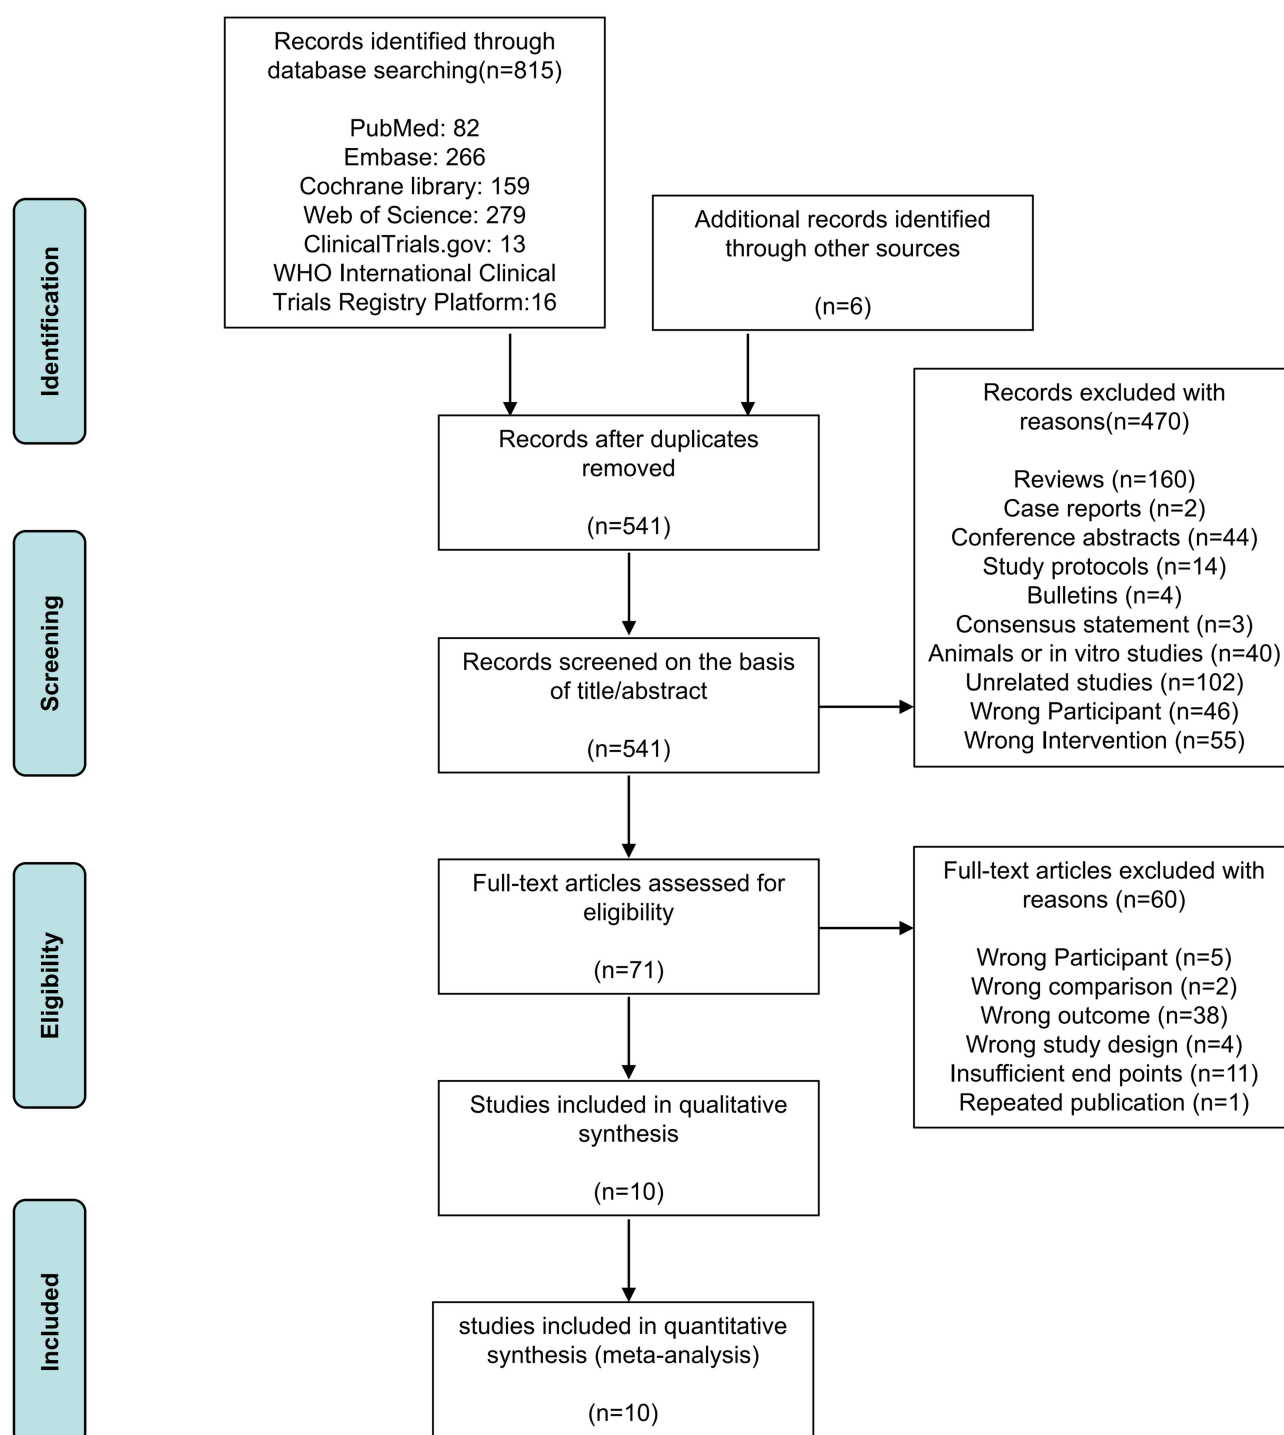 Records identified through
database searching(n=815)
PubMed: 82
Embase: 266
Cochrane library: 159
Web of Science: 279
ClinicalTrials.gov: 13
WHO International Clinical
Trials Registry Platform:16
Additional records identified
through other sources
(n=6)
Identification
Records after duplicates
removed
(n=541)
Records excluded with
reasons(n=470)
Reviews (n=160)
Case reports (n=2)
Conference abstracts (n=44)
Study protocols (n=14)
Bulletins (n=4)
Consensus statement (n=3)
Animals or in vitro studies (n=40)
Unrelated studies (n=102)
Wrong Participant (n=46)
Wrong Intervention (n=55)
Screening
Records screened on the basis
of title/abstract
(n=541)
Full-text articles assessed for
eligibility
(n=71)
Full-text articles excluded with
reasons (n=60)
Wrong Participant (n=5)
Wrong comparison (n=2)
Wrong outcome (n=38)
Wrong study design (n=4)
Insufficient end points (n=11)
Repeated publication (n=1)
Eligibility
Studies included in qualitative
synthesis
(n=10)
Included
studies included in quantitative
synthesis (meta-analysis)
(n=10)